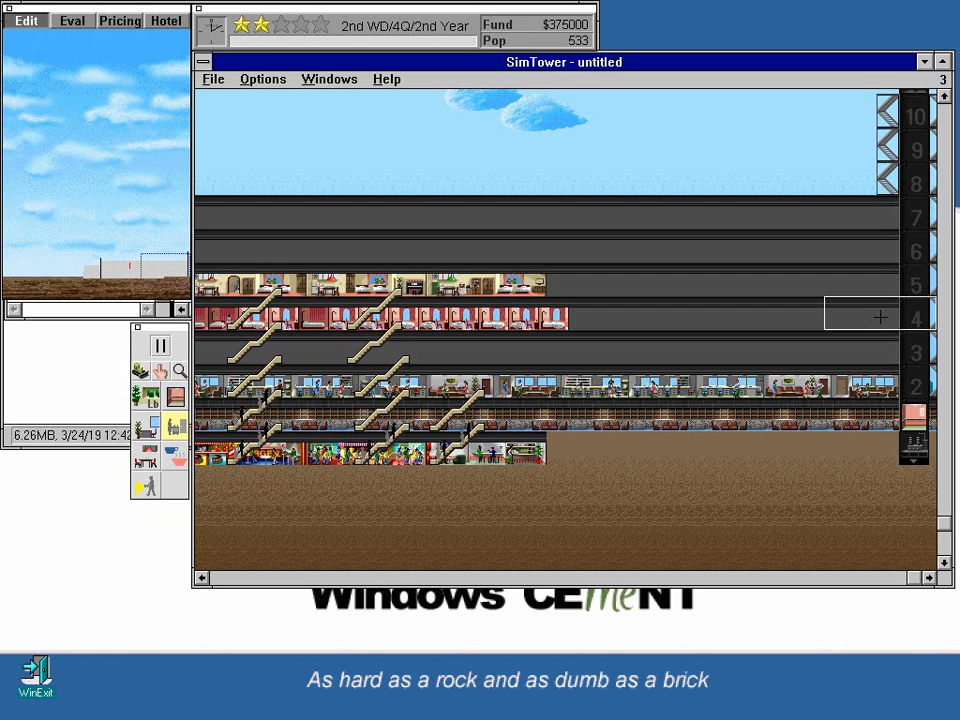 Edit Eval Pricing Hotel
2nd WD/4Q/2nd Year
Fund $375000
Pop 533
SimTower - untitled
File Options Windows Help
3
10
9
8
7
6
5
4
3
2
Lb
6.26MB, 3/24/19 12:42
Windows CEMeNT
WinExit
As hard as a rock and as dumb as a brick